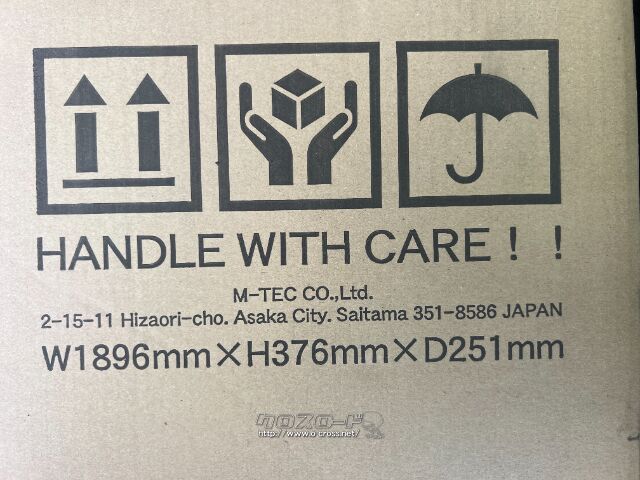 HANDLE WITH CARE！！
M-TEC CO.,Ltd.
2-15-11 Hizaori-cho. Asaka City. Saitama 351-8586 JAPAN
W1896mm×H376mm×D251mm
クロスロード
http://www.o-cross.net/